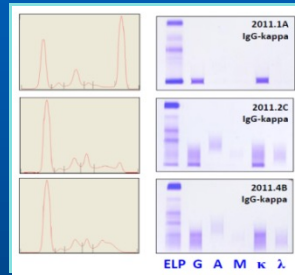 2011.1A
IgG-kappa
2011.2C
IgG-kappa
2011.4B
IgG-kappa
ELP G A M κ λ